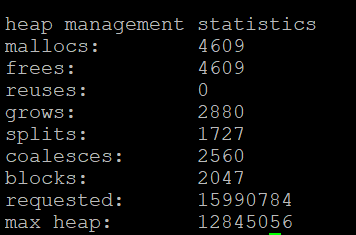 heap management statistics
mallocs: 4609
frees: 4609
reuses: 0
grows: 2880
splits: 1727
coalesces: 2560
blocks: 2047
requested: 15990784
max heap: 12845056